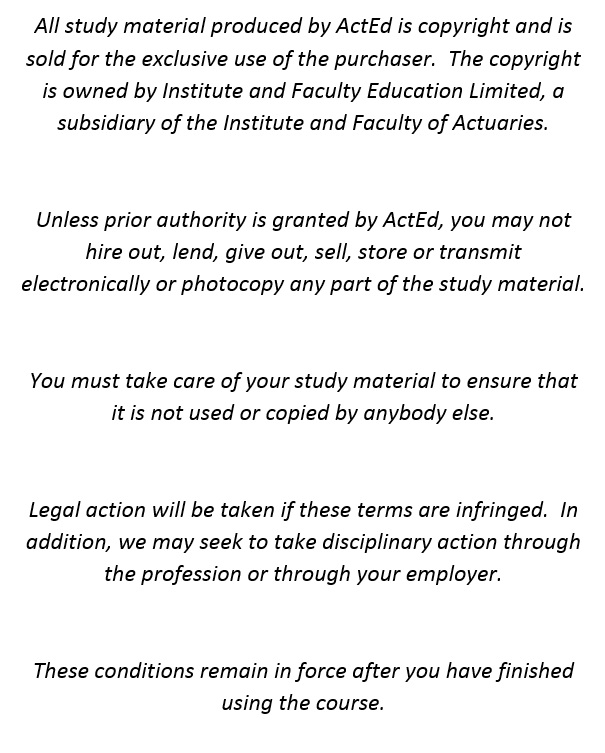 All study material produced by ActEd is copyright and is
sold for the exclusive use of the purchaser.  The copyright
is owned by Institute and Faculty Education Limited, a
subsidiary of the Institute and Faculty of Actuaries.
Unless prior authority is granted by ActEd, you may not
hire out, lend, give out, sell, store or transmit
electronically or photocopy any part of the study material.
You must take care of your study material to ensure that
it is not used or copied by anybody else.
Legal action will be taken if these terms are infringed.  In
addition, we may seek to take disciplinary action through
the profession or through your employer.
These conditions remain in force after you have finished
using the course.